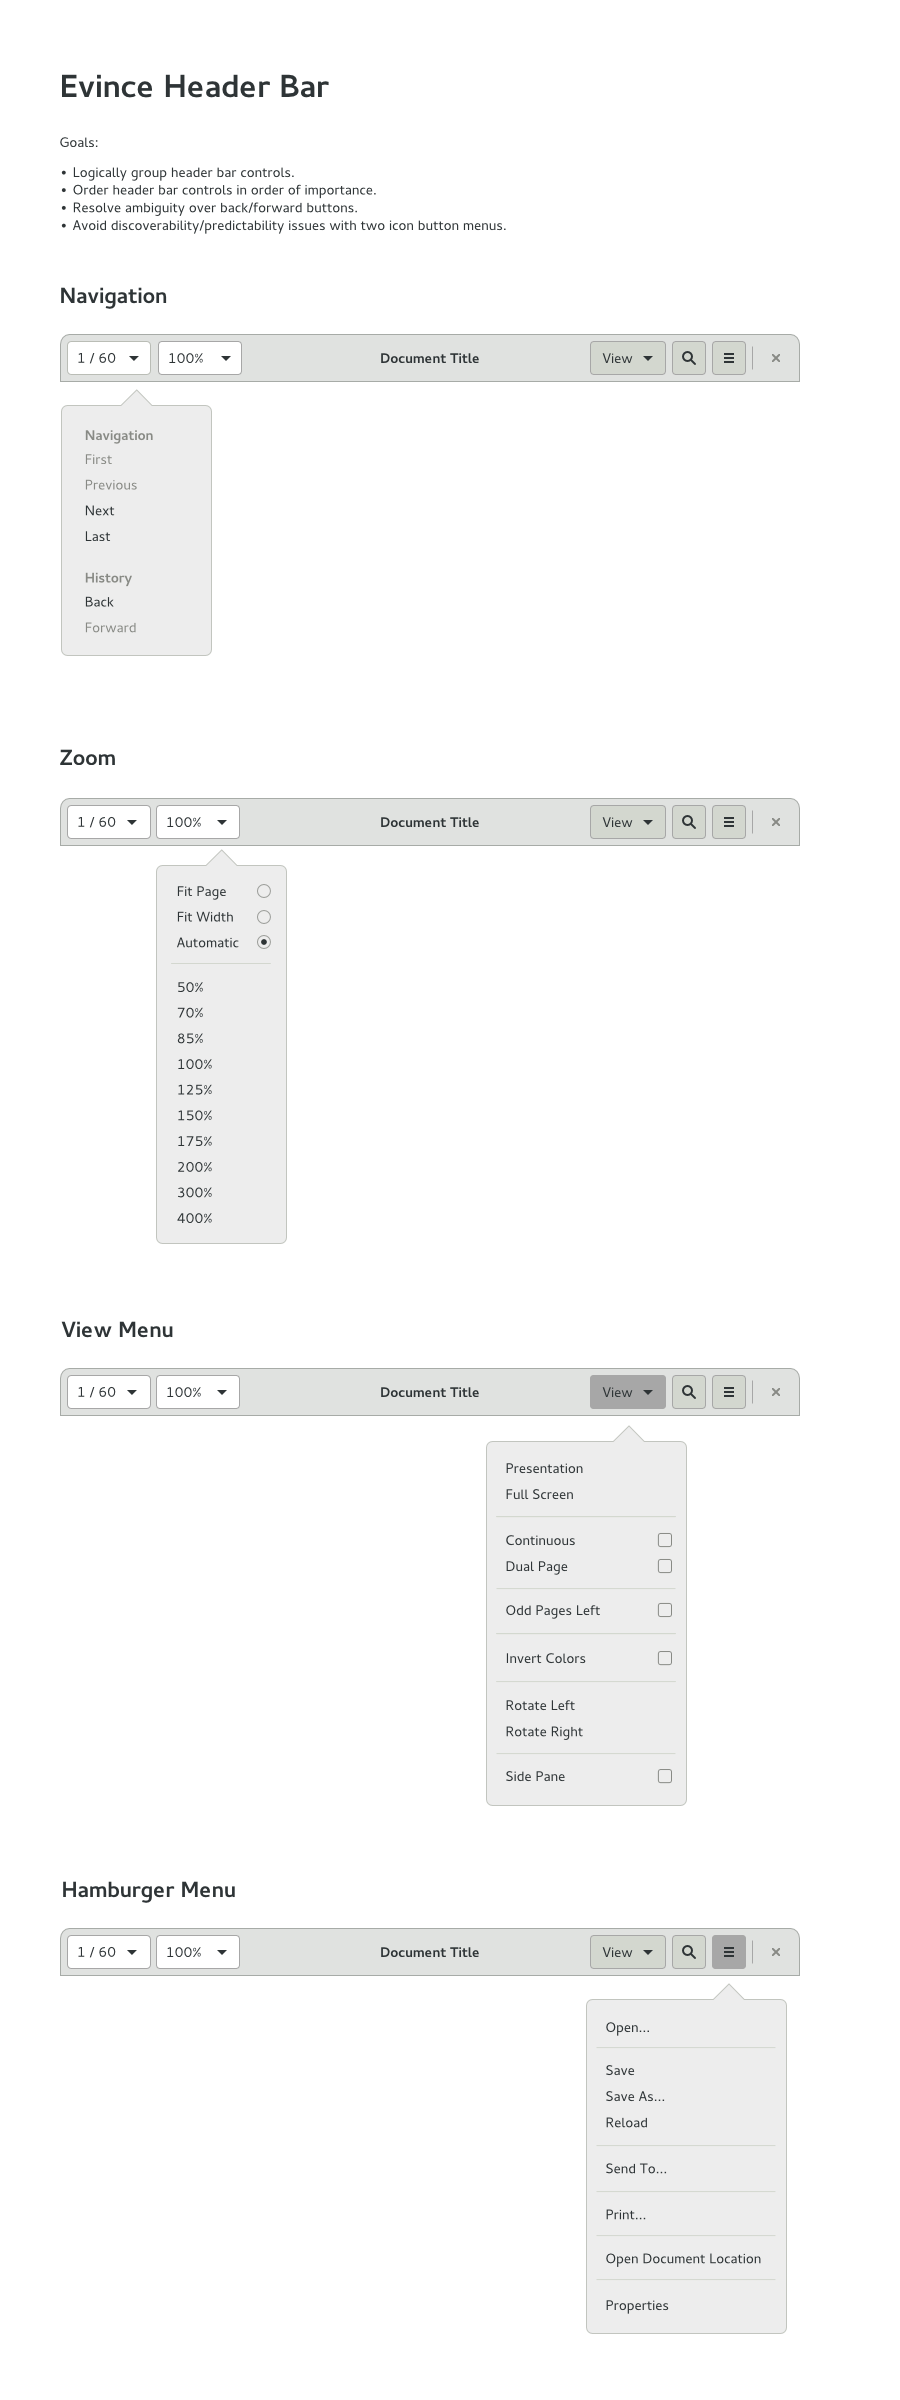 Evince Header Bar
Goals:
• Logically group header bar controls.
• Order header bar controls in order of importance.
• Resolve ambiguity over back/forward buttons.
• Avoid discoverability/predictability issues with two icon button menus.
Navigation
1 / 60 100% Document Title View
Navigation
First
Previous
Next
Last
History
Back
Forward
Zoom
1 / 60 100% Document Title View
Fit Page
Fit Width
Automatic
50%
70%
85%
100%
125%
150%
175%
200%
300%
400%
View Menu
1 / 60 100% Document Title View
Presentation
Full Screen
Continuous
Dual Page
Odd Pages Left
Invert Colors
Rotate Left
Rotate Right
Side Pane
Hamburger Menu
1 / 60 100% Document Title View
Open...
Save
Save As...
Reload
Send To...
Print...
Open Document Location
Properties